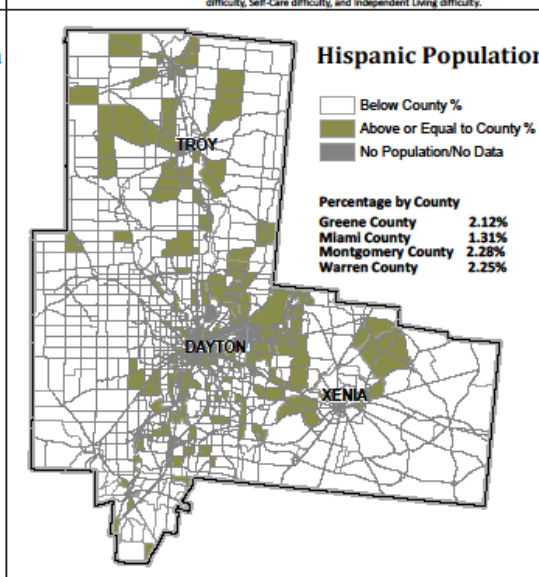 difficulty, Self-Care difficulty, and Independent Living difficulty.
Hispanic Population
Below County %
Above or Equal to County %
No Population/No Data
Percentage by County
Greene County 2.12%
Miami County 1.31%
Montgomery County 2.28%
Warren County 2.25%
TROY
DAYTON
XENIA